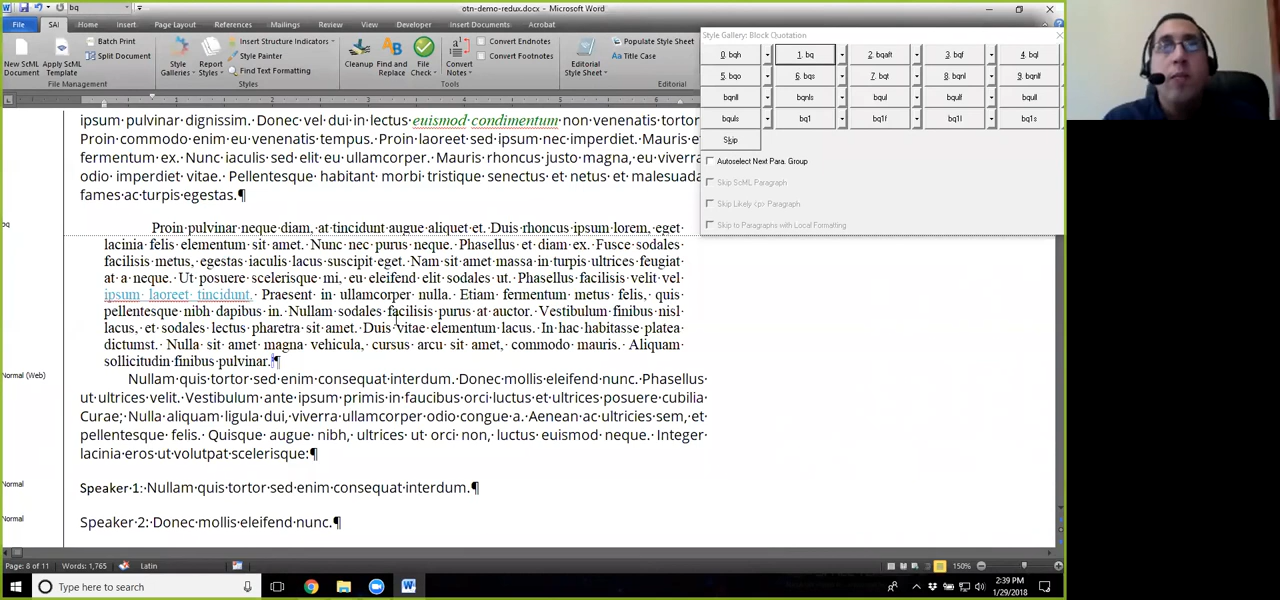 bq
otn-demo-redux.docx - Microsoft Word
File SAI Home Insert Page Layout References Mailings Review View Developer Insert Documents Acrobat
New ScML Document
Apply ScML Template
Batch Print
Split Document
File Management
Style Galleries
Report Styles
Insert Structure Indicators
Style Painter
Find Text Formatting
Styles
Cleanup
Find and Replace
File Check
Tools
Convert Notes
Convert Endnotes
Convert Footnotes
Editorial Style Sheet
Populate Style Sheet
Title Case
Editorial
Style Gallery: Block Quotation
0. bqh 1. bq 2. bqaft 3. bqf 4. bql
5. bqo 6. bqs 7. bqt 8. bqnl 9. bqnlf
bqnll bqnls bqul bqulf bqull
bquls bq1 bq1f bq1l bq1s
Skip
Autoselect Next Para. Group
Skip ScML Paragraph
Skip Likely <p> Paragraph
Skip to Paragraphs with Local Formatting
ipsum·pulvinar·dignissim.·Donec·vel·dui·in·lectus·euismod·condimentum·non·venenatis·tortor
Proin·commodo·enim·eu·venenatis·tempus.·Proin·laoreet·sed·ipsum·nec·imperdiet.·Mauris·e
fermentum·ex.·Nunc·iaculis·sed·elit·eu·ullamcorper.·Mauris·rhoncus·justo·magna,·eu·viverra
odio·imperdiet·vitae.·Pellentesque·habitant·morbi·tristique·senectus·et·netus·et·malesuada
fames·ac·turpis·egestas.¶
bq
Proin·pulvinar·neque·diam,·at·tincidunt·augue·aliquet·et.·Duis·rhoncus·ipsum·lorem,·eget·
lacinia·felis·elementum·sit·amet.·Nunc·nec·purus·neque.·Phasellus·et·diam·ex.·Fusce·sodales·
facilisis·metus,·egestas·iaculis·lacus·suscipit·eget.·Nam·sit·amet·massa·in·turpis·ultrices·feugiat·
at·a·neque.·Ut·posuere·scelerisque·mi,·eu·eleifend·elit·sodales·ut.·Phasellus·facilisis·velit·vel·
ipsum·laoreet·tincidunt.·Praesent·in·ullamcorper·nulla.·Etiam·fermentum·metus·felis,·quis·
pellentesque·nibh·dapibus·in.·Nullam·sodales·facilisis·purus·at·auctor.·Vestibulum·finibus·nisl·
lacus,·et·sodales·lectus·pharetra·sit·amet.·Duis·vitae·elementum·lacus.·In·hac·habitasse·platea·
dictumst.·Nulla·sit·amet·magna·vehicula,·cursus·arcu·sit·amet,·commodo·mauris.·Aliquam·
sollicitudin·finibus·pulvinar.¶
Normal (Web)
Nullam·quis·tortor·sed·enim·consequat·interdum.·Donec·mollis·eleifend·nunc.·Phasellus·
ut·ultrices·velit.·Vestibulum·ante·ipsum·primis·in·faucibus·orci·luctus·et·ultrices·posuere·cubilia·
Curae;·Nulla·aliquam·ligula·dui,·viverra·ullamcorper·odio·congue·a.·Aenean·ac·ultricies·sem,·et·
pellentesque·felis.·Quisque·augue·nibh,·ultrices·ut·orci·non,·luctus·euismod·neque.·Integer·
lacinia·eros·ut·volutpat·scelerisque:¶
Normal
Speaker·1:·Nullam·quis·tortor·sed·enim·consequat·interdum.¶
Normal
Speaker·2:·Donec·mollis·eleifend·nunc.¶
Page: 8 of 11 Words: 1,765 Latin 150%
Type here to search
2:39 PM
1/29/2018